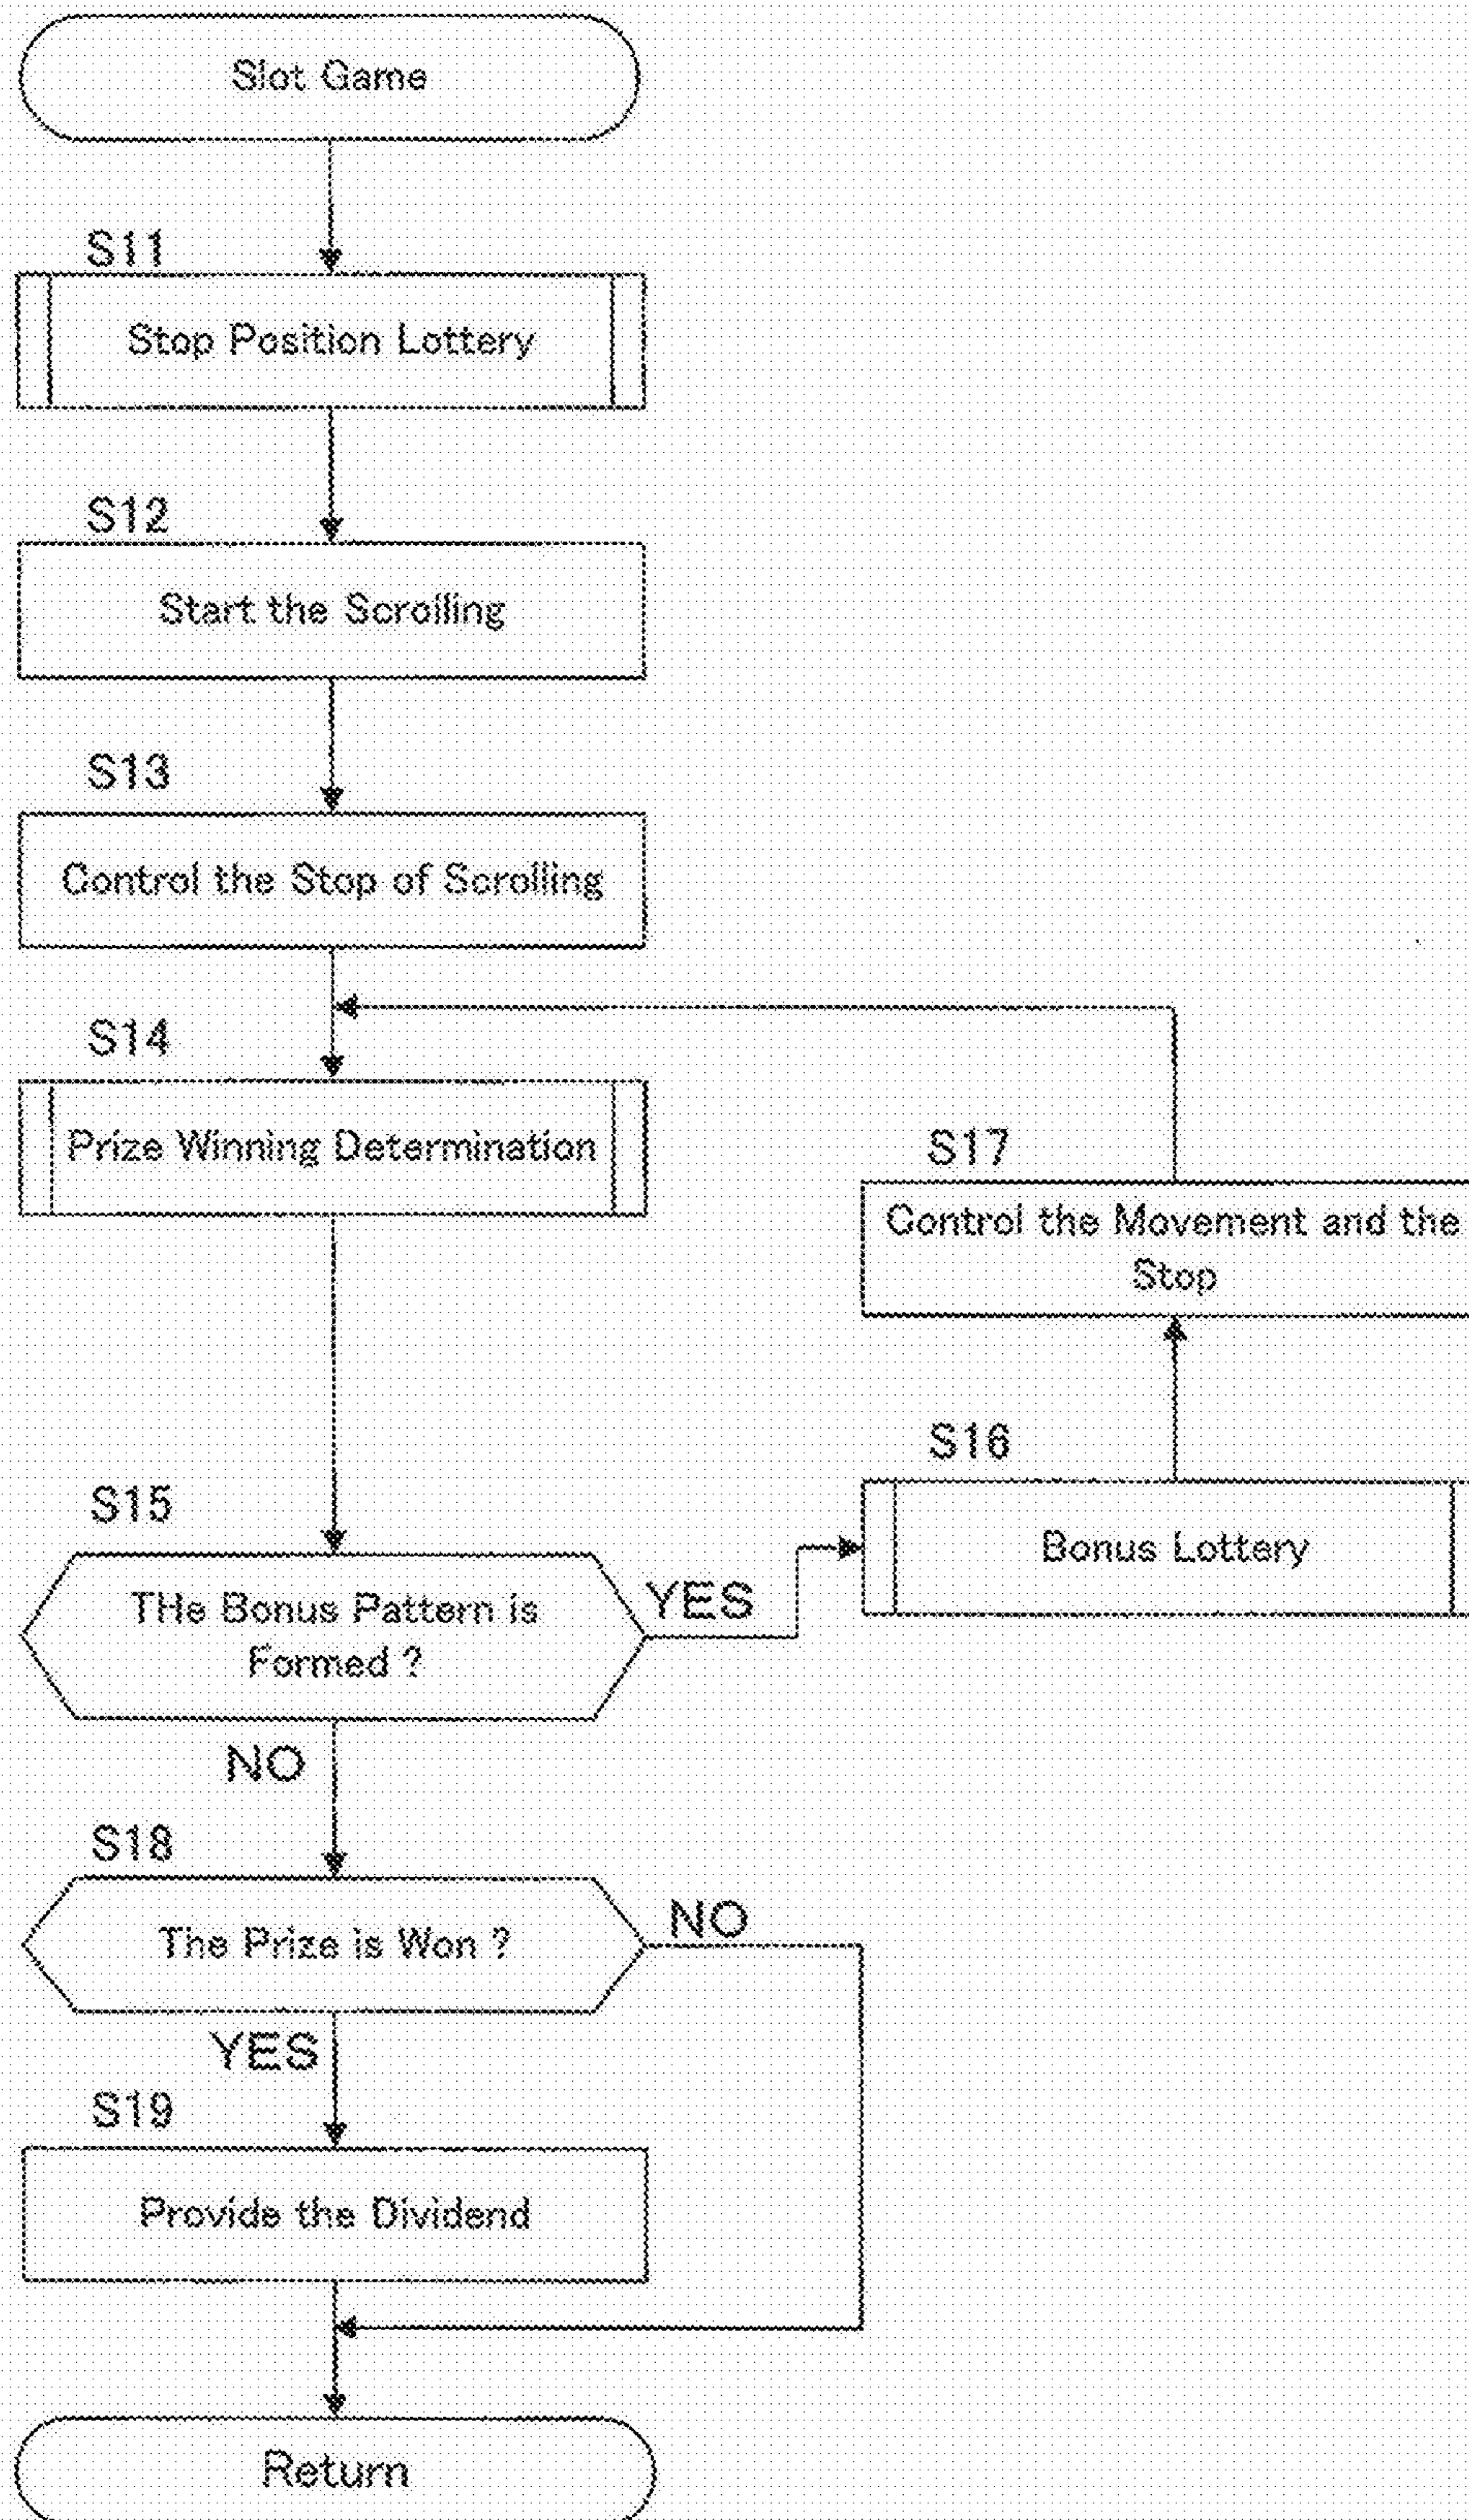 Slot Game
S11
Stop Position Lottery
S12
Start the Scrolling
S13
Control the Stop of Scrolling
S14
Prize Winning Determination
S17
Control the Movement and the
Stop
S16
Bonus Lottery
S15
THe Bonus Pattern is
Formed ?
YES
NO
S18
The Prize is Won ?
NO
YES
S19
Provide the Dividend
Return